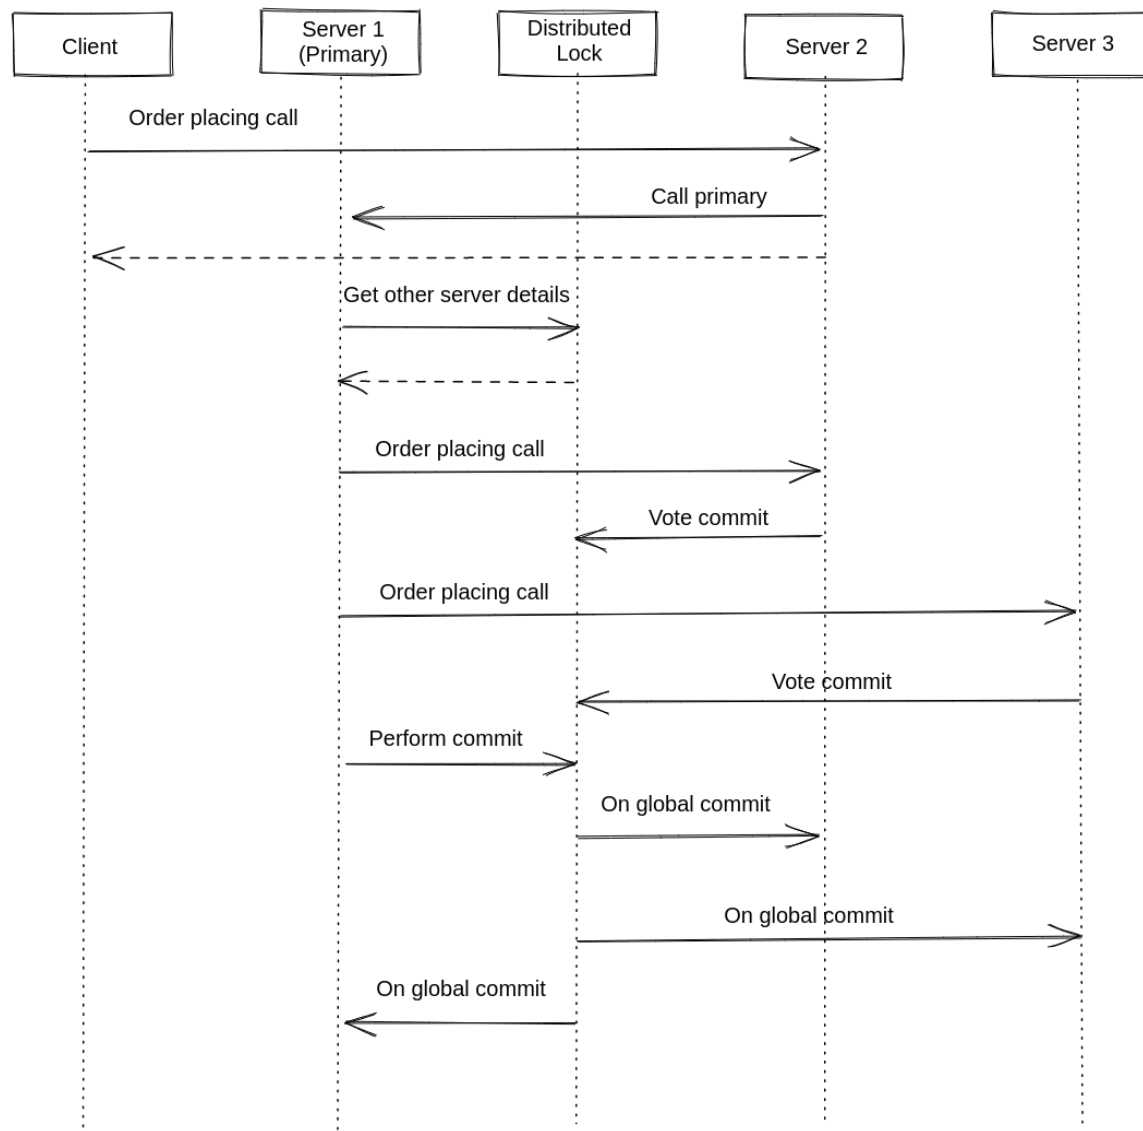 Client
Server 1
(Primary)
Distributed
Lock
Server 2
Server 3
Order placing call
Call primary
Get other server details
Order placing call
Vote commit
Order placing call
Vote commit
Perform commit
On global commit
On global commit
On global commit